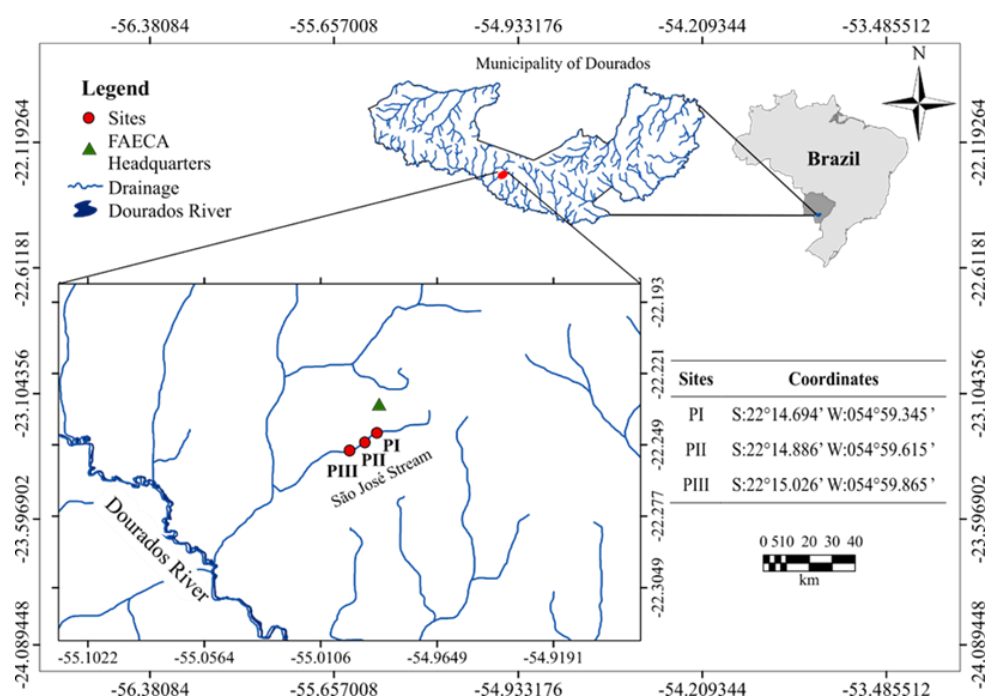 -56.38084 -55.657008 -54.933176 -54.209344 -53.485512
Municipality of Dourados
N
Legend
Sites
FAECA
Headquarters
Drainage
Dourados River
Brazil
-22.119264
-22.61181
-23.104356
-23.596902
-24.089448
-22.119264
-22.61181
-23.104356
-23.596902
-24.089448
-22.193
-22.221
-22.249
-22.277
-22.3049
PI
PII
PIII
São José Stream
Dourados River
Sites Coordinates
PI S:22°14.694' W:054°59.345'
PII S:22°14.886' W:054°59.615'
PIII S:22°15.026' W:054°59.865'
0 510 20 30 40
km
-55.1022 -55.0564 -55.0106 -54.9649 -54.9191
-56.38084 -55.657008 -54.933176 -54.209344 -53.485512